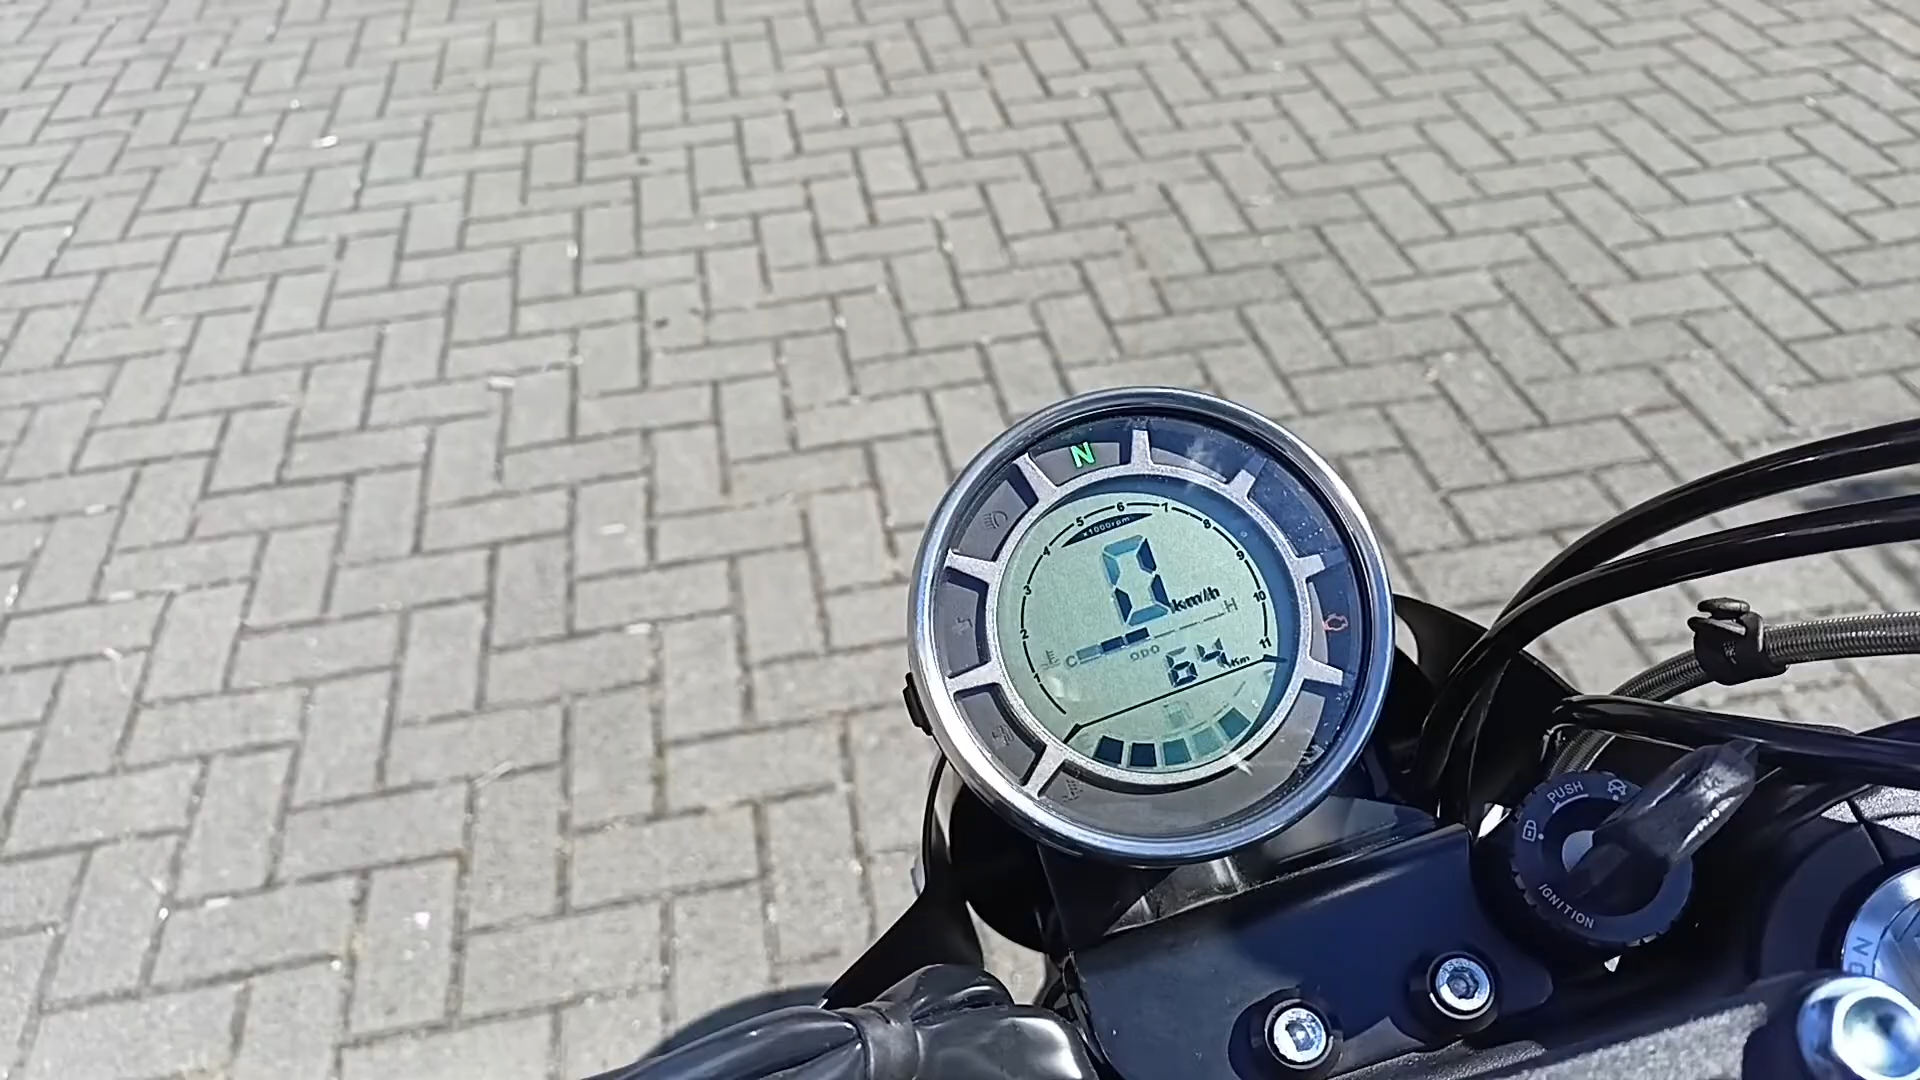 N
1 2 3 4 5 6 7 8 9 10 11
x1000rpm
0 km/h
C H
ODO 64 Km
PUSH
IGNITION
ON